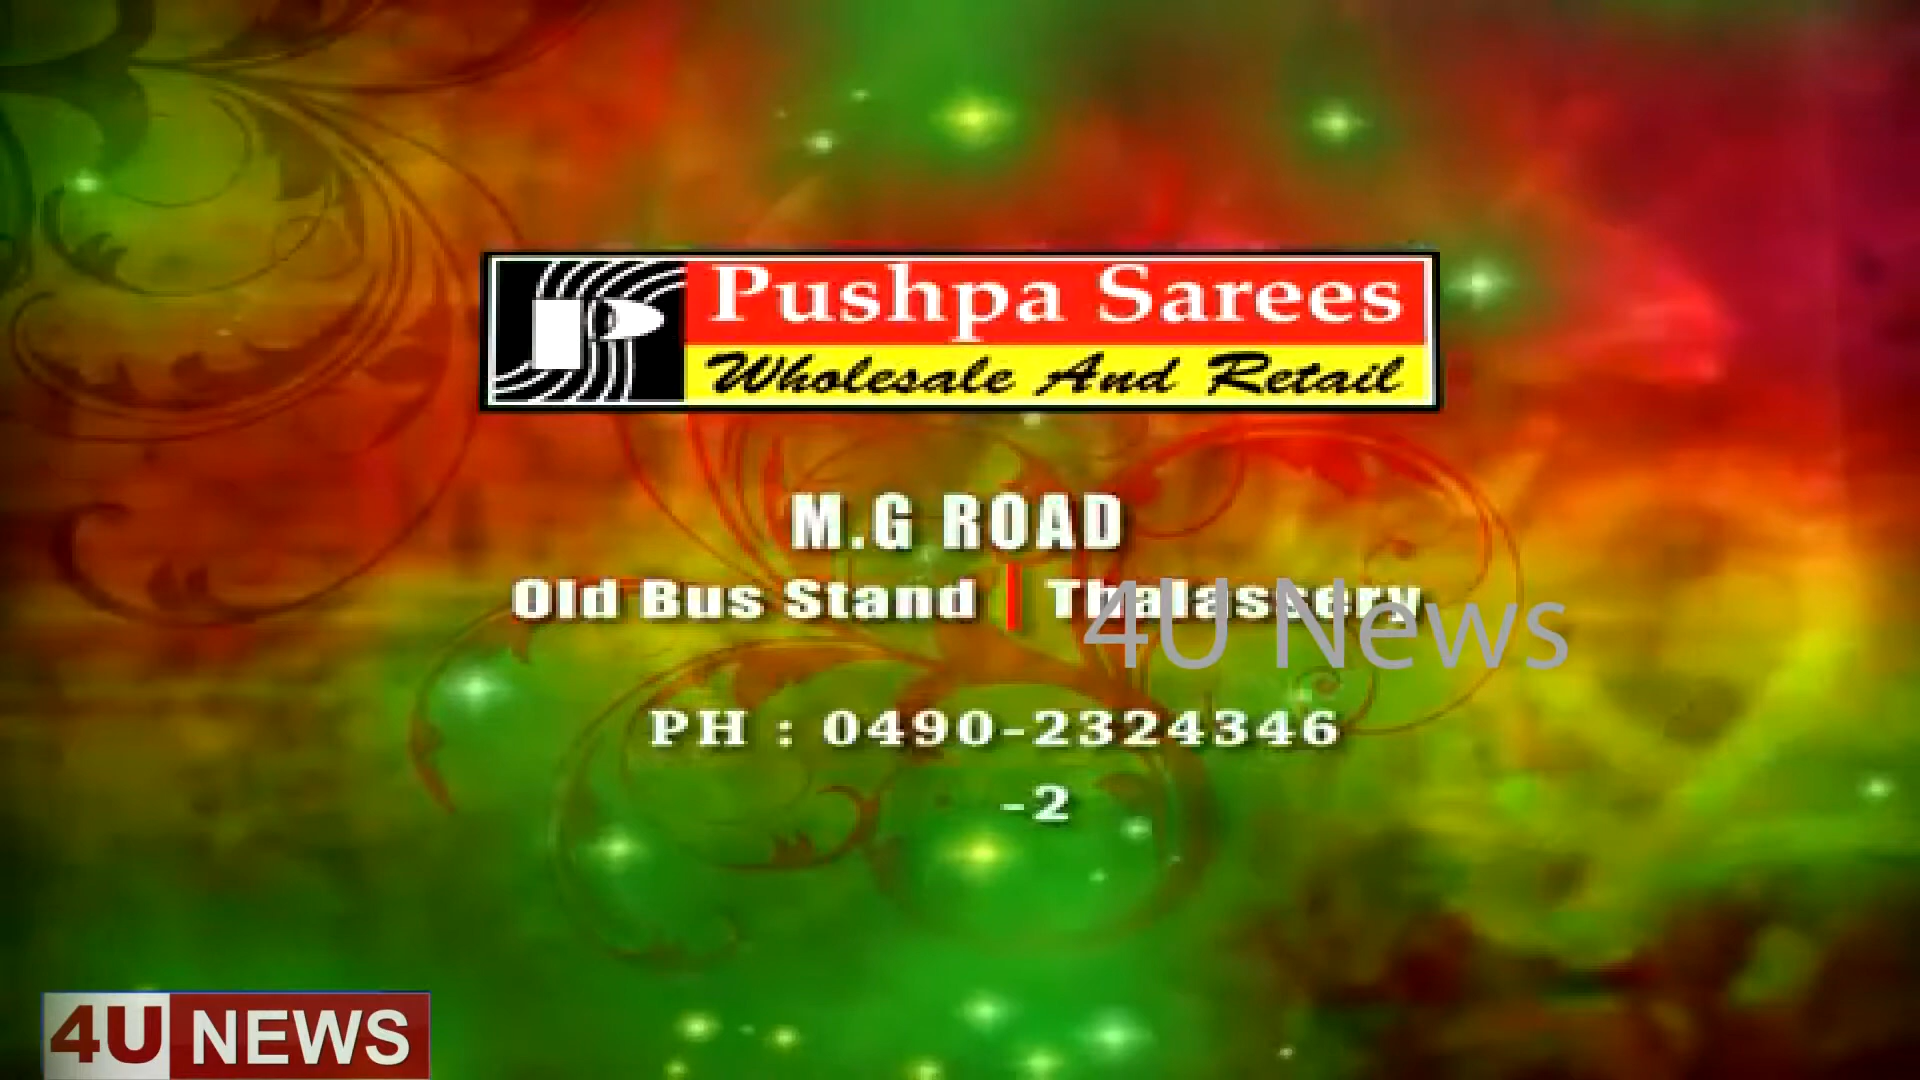 Pushpa Sarees
Wholesale And Retail
M.G ROAD
Old Bus Stand | Thalassery
4U News
PH : 0490-2324346
-2
4U NEWS